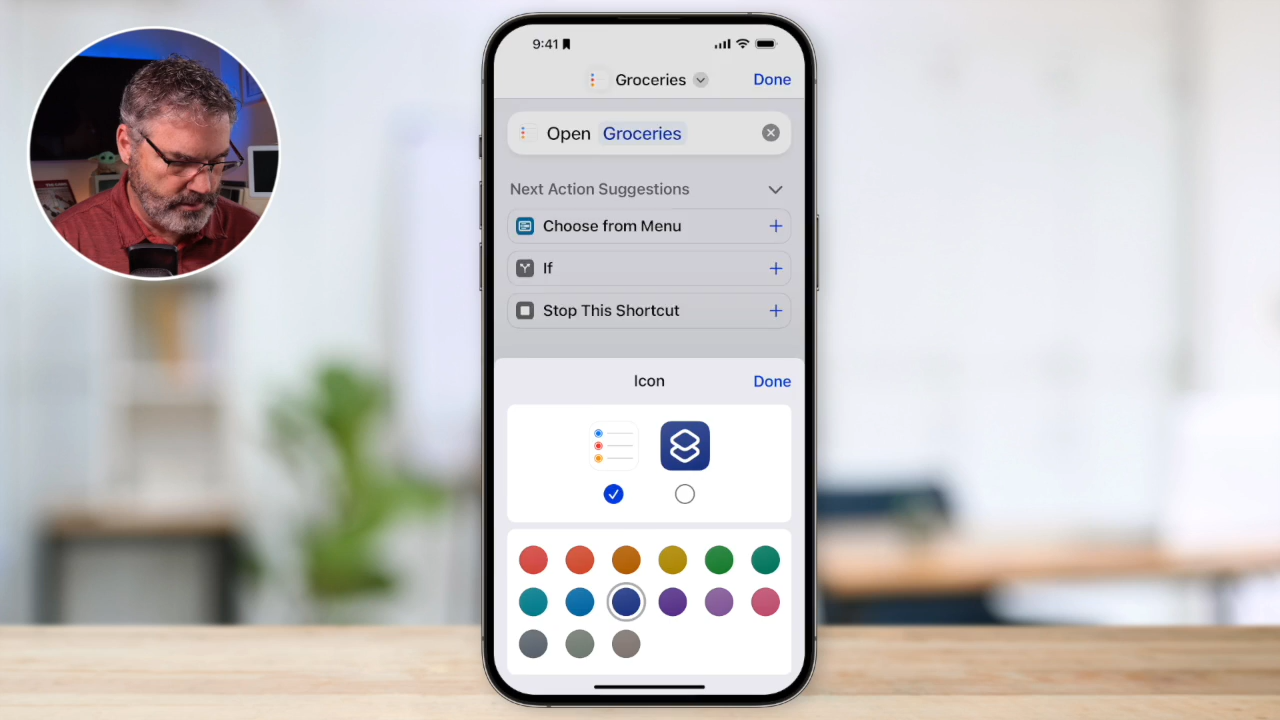 9:41
Groceries
Done
Open Groceries
Next Action Suggestions
Choose from Menu
If
Stop This Shortcut
Icon
Done